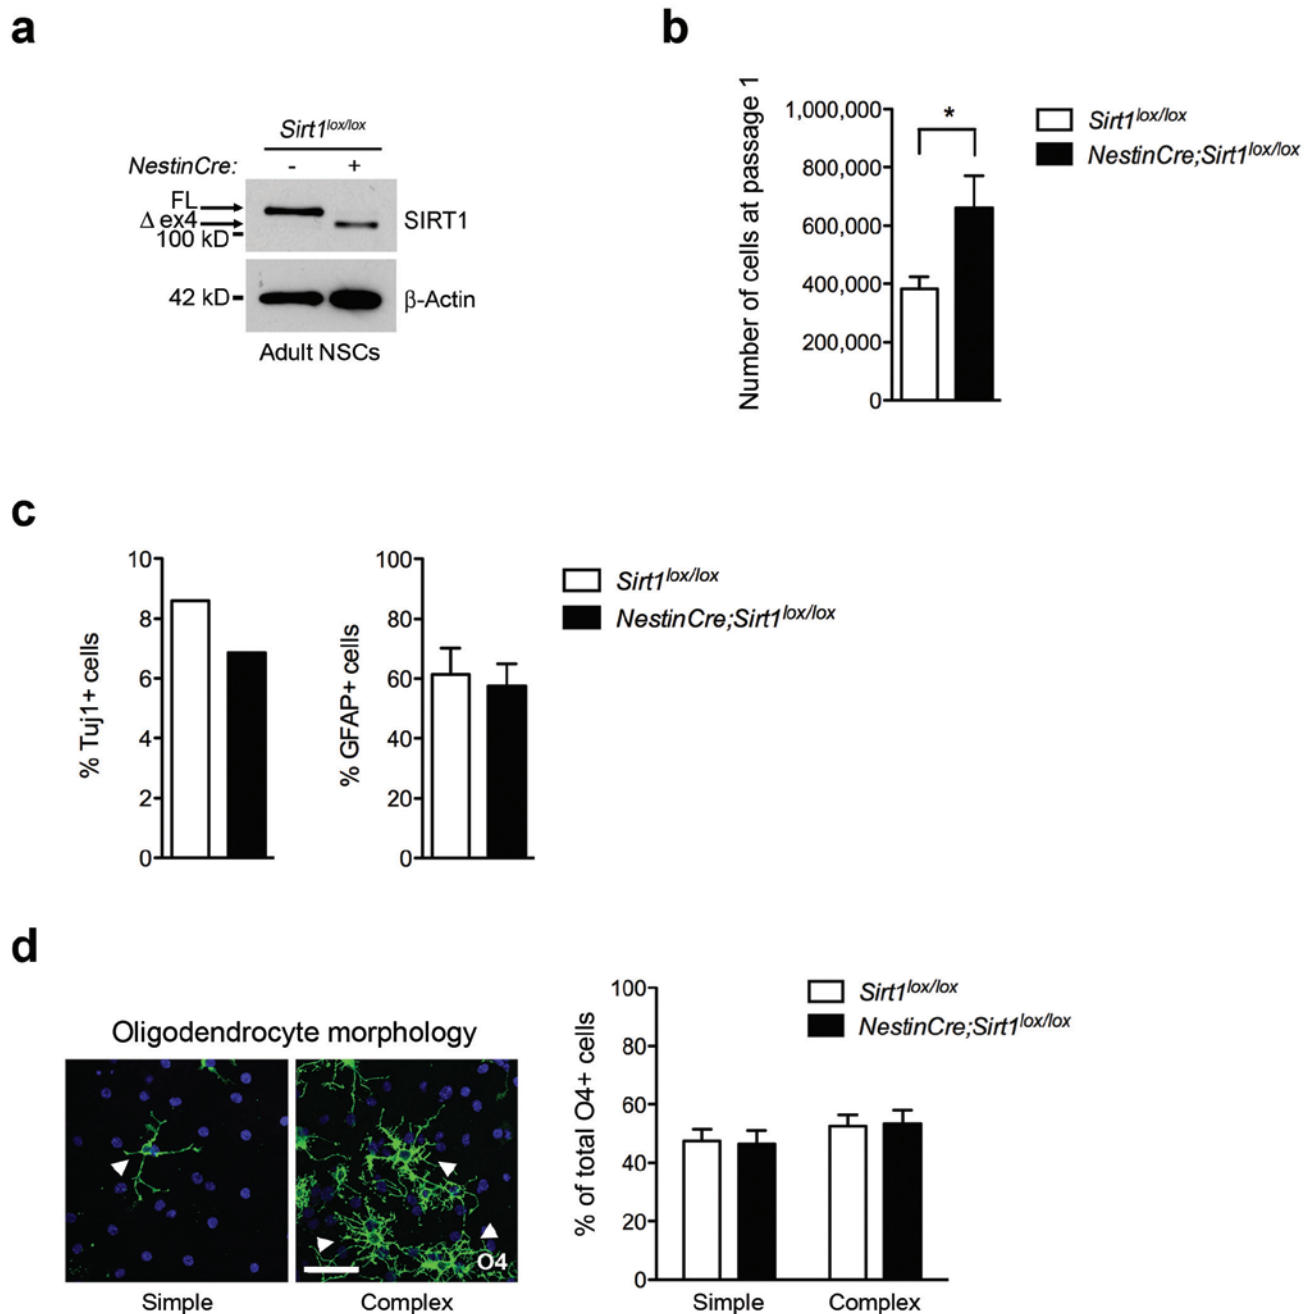 a
Sirt1lox/lox
NestinCre: - +
FL
Δ ex4
100 kD
SIRT1
42 kD
β-Actin
Adult NSCs
b
Number of cells at passage 1
1,000,000
800,000
600,000
400,000
200,000
0
*
Sirt1lox/lox
NestinCre;Sirt1lox/lox
c
% Tuj1+ cells
10
8
6
4
2
0
% GFAP+ cells
100
80
60
40
20
0
Sirt1lox/lox
NestinCre;Sirt1lox/lox
d
Oligodendrocyte morphology
O4
Simple Complex
% of total O4+ cells
100
80
60
40
20
0
Sirt1lox/lox
NestinCre;Sirt1lox/lox
Simple Complex